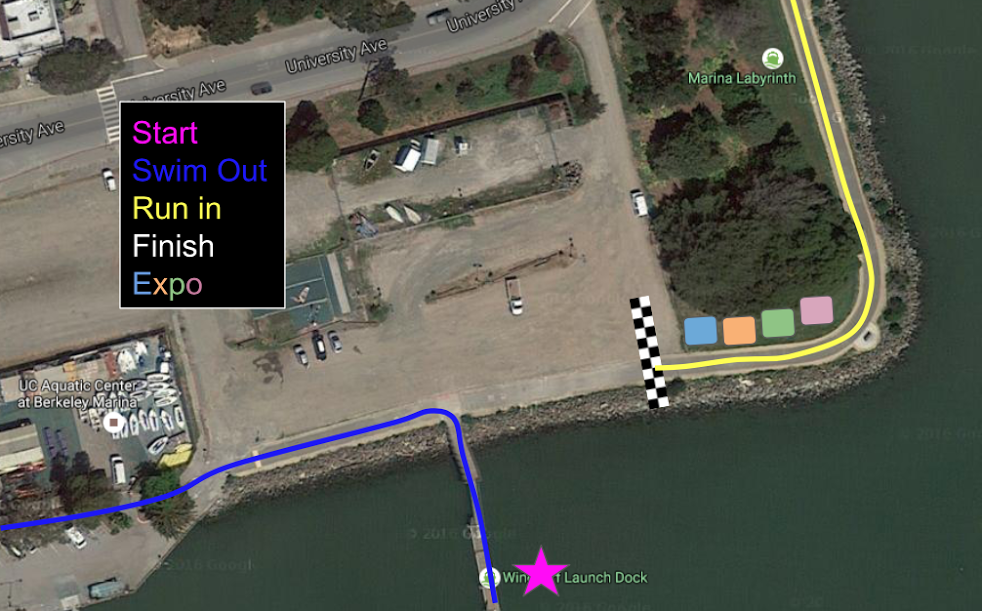 University Ave
University Ave
University Ave
Marina Labyrinth
Start
Swim Out
Run in
Finish
Expo
UC Aquatic Center
at Berkeley Marina
Launch Dock